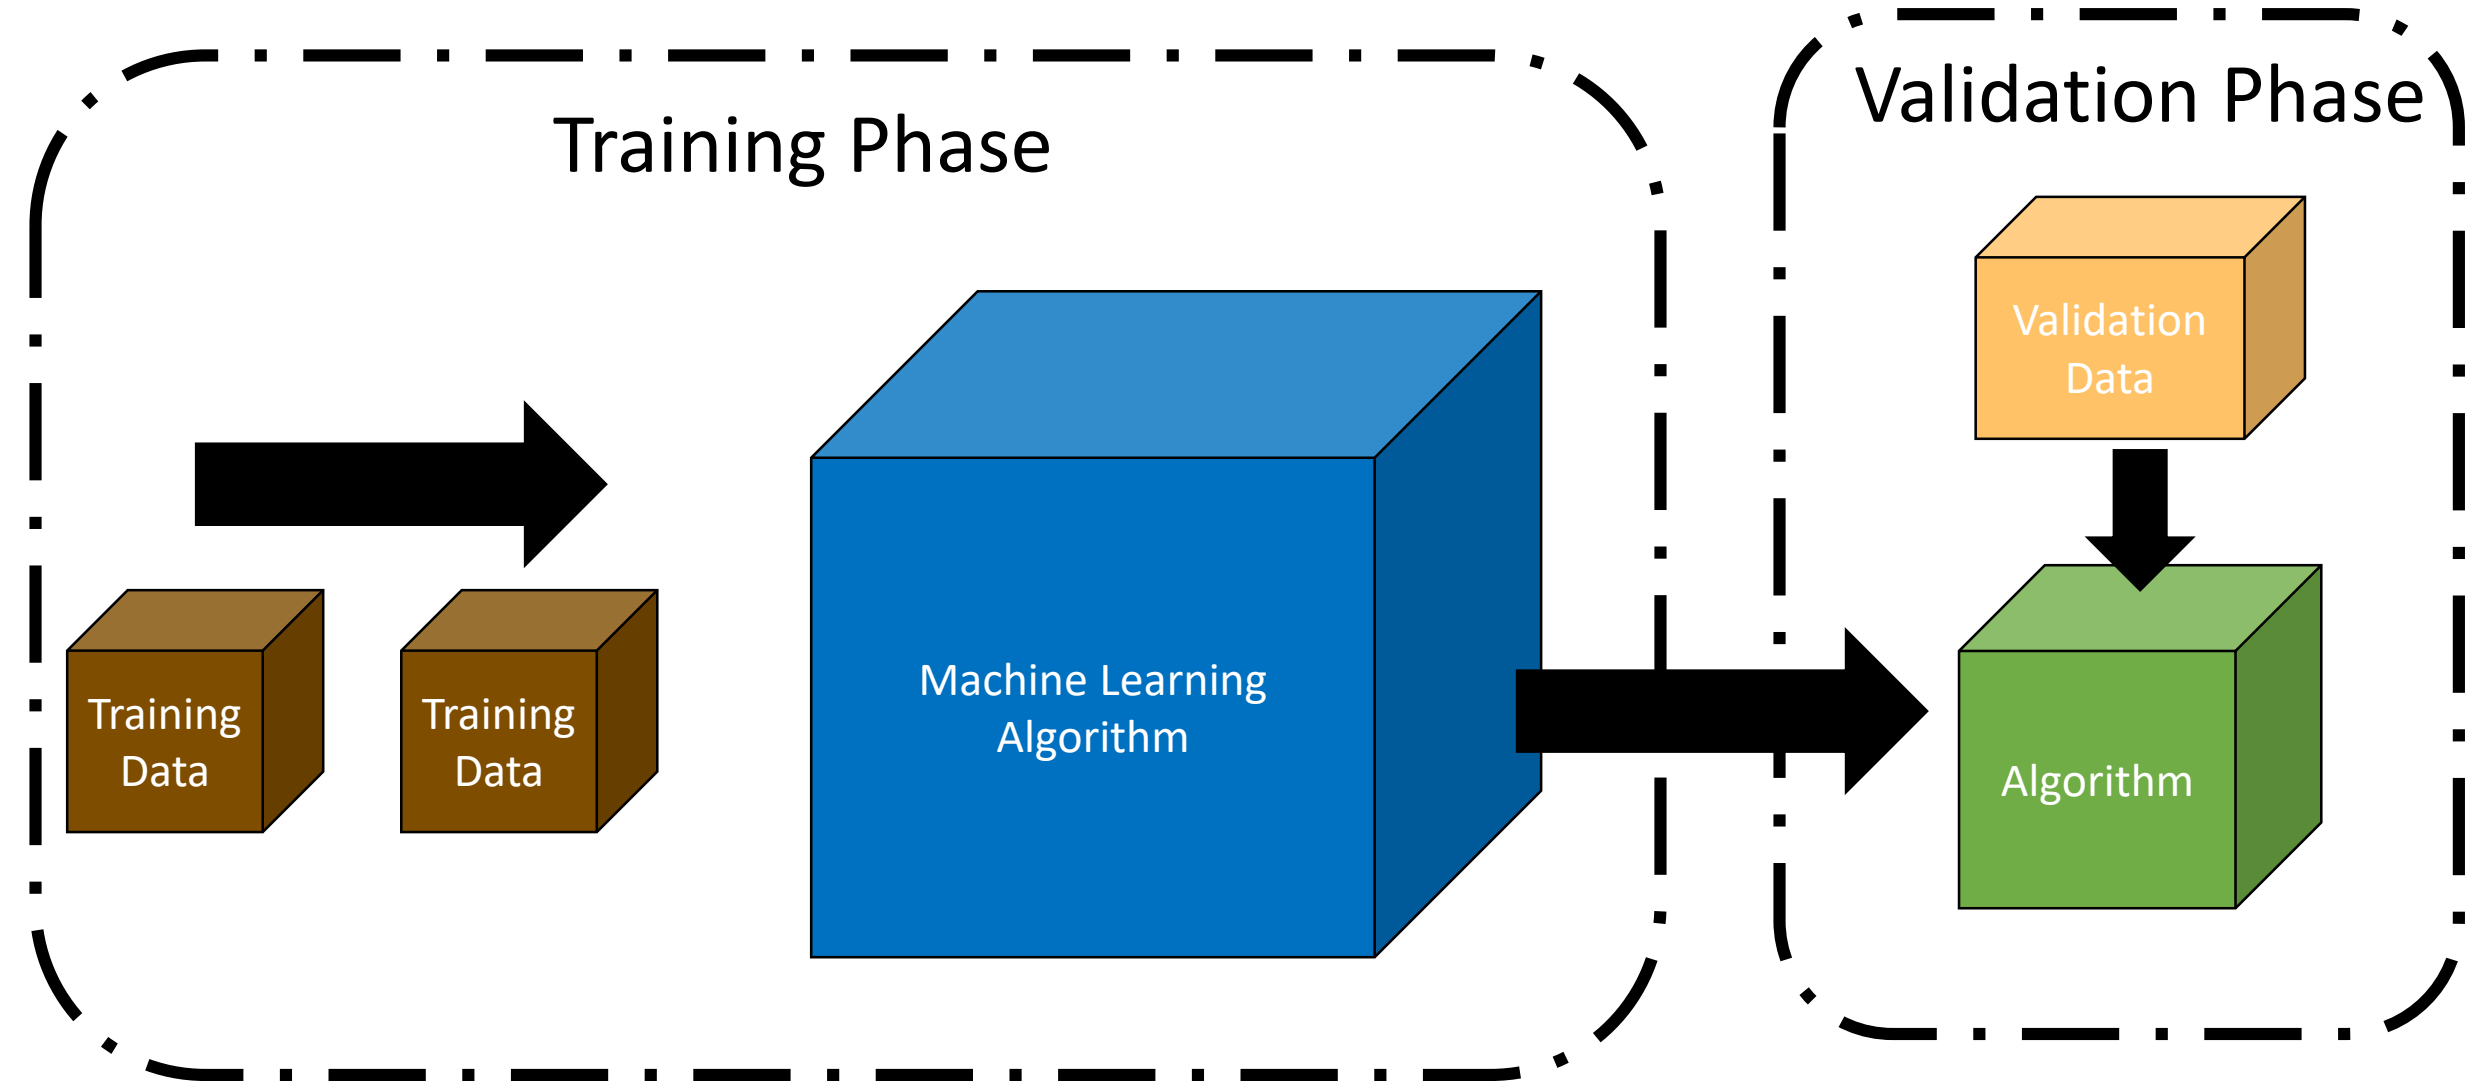 Training Phase
Training
Data
Training
Data
Machine Learning
Algorithm
Validation Phase
Validation
Data
Algorithm